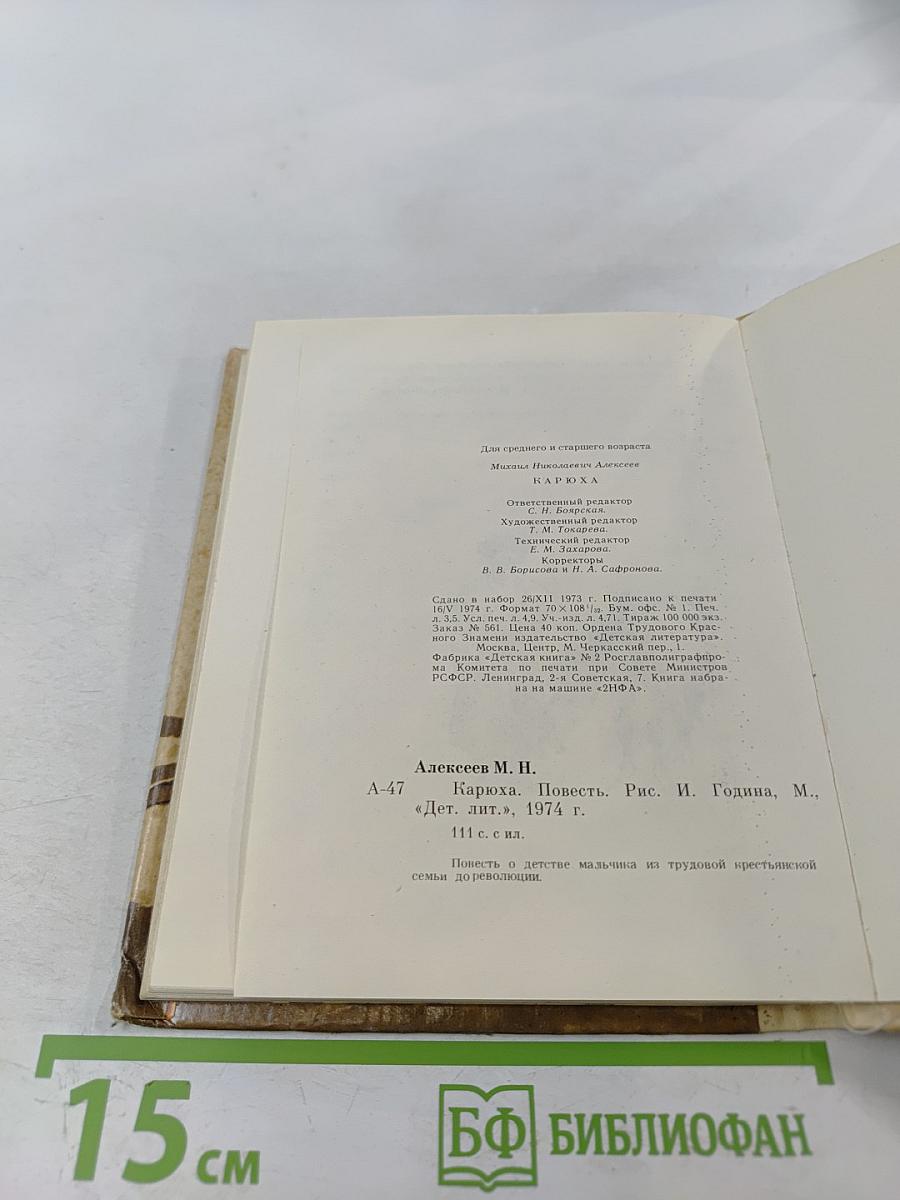 Для среднего и старшего возраста
Михаил Николаевич Алексеев
КАРЮХА
Ответственный редактор
С. Н. Боярская.
Художественный редактор
Т. М. Токарева.
Технический редактор
Е. М. Захарова.
Корректоры
В. В. Борисова и Н. А. Сафронова.
Сдано в набор 26/XII 1973 г. Подписано к печати
16/V 1974 г. Формат 70×108¹/₃₂. Бум. офс. № 1. Печ.
л. 3,5. Усл. печ. л. 4,9. Уч.-изд. л. 4,71. Тираж 100 000 экз.
Заказ № 561. Цена 40 коп. Ордена Трудового Крас-
ного Знамени издательство «Детская литература».
Москва, Центр, М. Черкасский пер., 1.
Фабрика «Детская книга» № 2 Росглавполиграфпро-
ма Комитета по печати при Совете Министров
РСФСР. Ленинград, 2-я Советская, 7. Книга набра-
на на машине «2НФА».
Алексеев М. Н.
А-47 Карюха. Повесть. Рис. И. Година, М.,
«Дет. лит.», 1974 г.
111 с. с ил.
Повесть о детстве мальчика из трудовой крестьянской
семьи до революции.
15 см
БФ БИБЛИОФАН